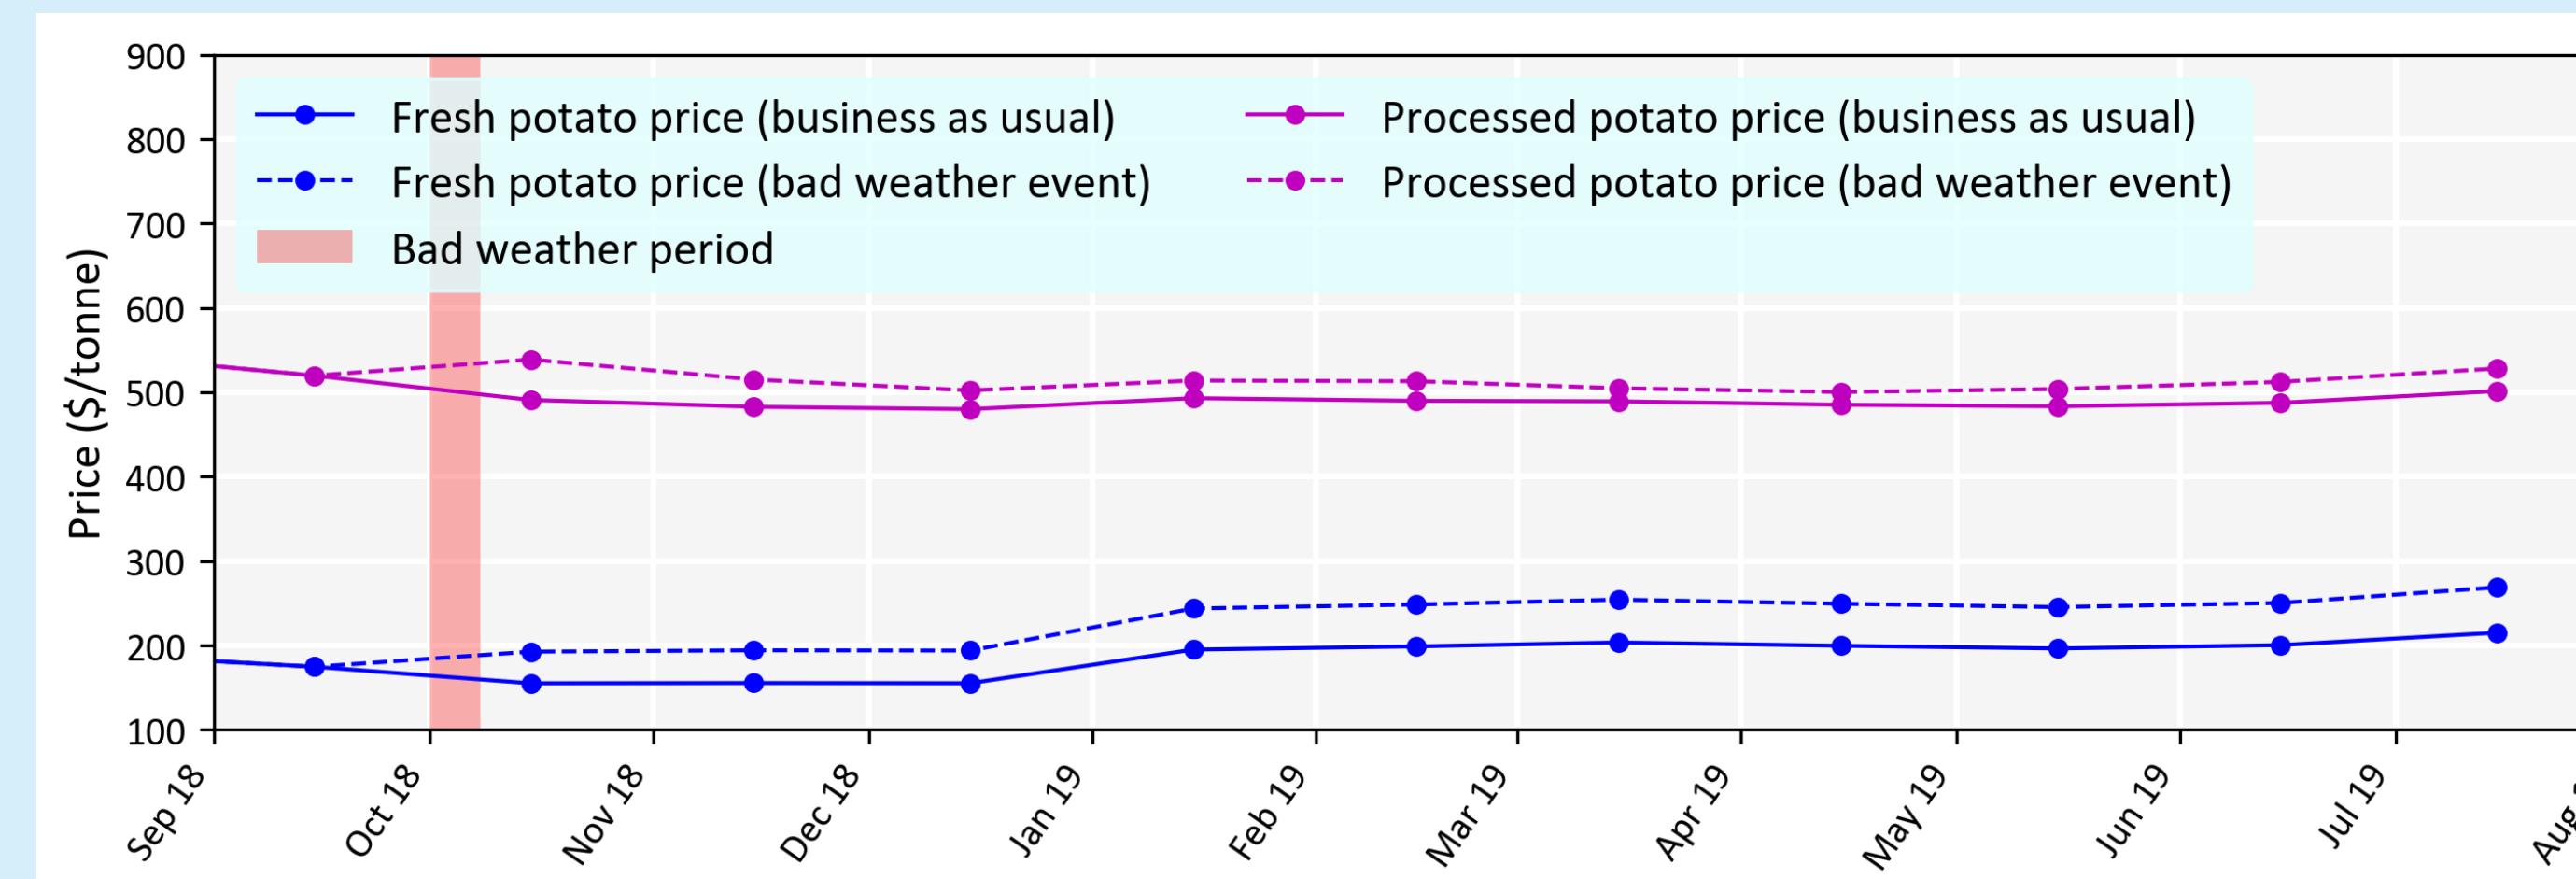 900
800
700
600
500
400
300
200
100
Price ($/tonne)
Fresh potato price (business as usual)
Fresh potato price (bad weather event)
Bad weather period
Processed potato price (business as usual)
Processed potato price (bad weather event)
Sep 18
Oct 18
Nov 18
Dec 18
Jan 19
Feb 19
Mar 19
Apr 19
May 19
Jun 19
Jul 19
Aug